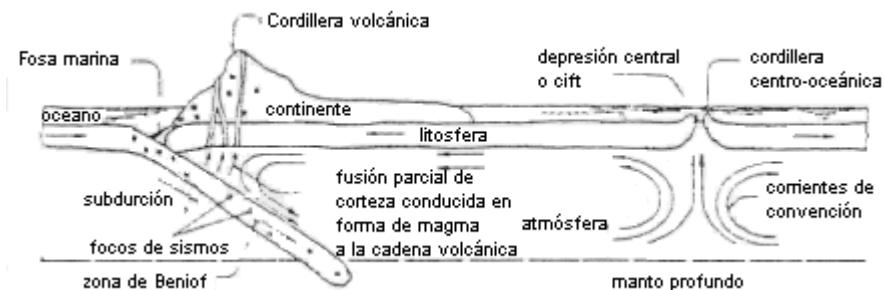 Cordillera volcánica
Fosa marina
depresión central
o cift
cordillera
centro-oceánica
oceano
continente
litosfera
subdurción
fusión parcial de
corteza conducida en
forma de magma
a la cadena volcánica
atmósfera
corrientes de
convención
focos de sismos
zona de Beniof
manto profundo